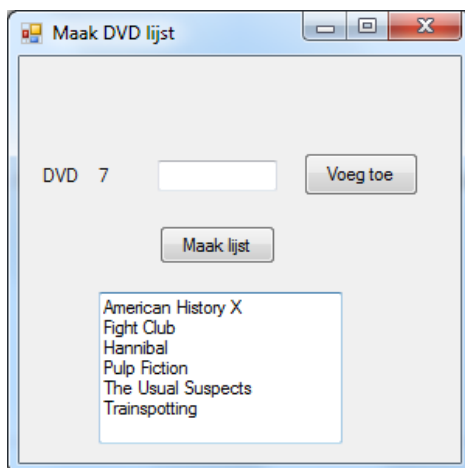 Maak DVD lijst
DVD 7 Voeg toe
Maak lijst
American History X
Fight Club
Hannibal
Pulp Fiction
The Usual Suspects
Trainspotting